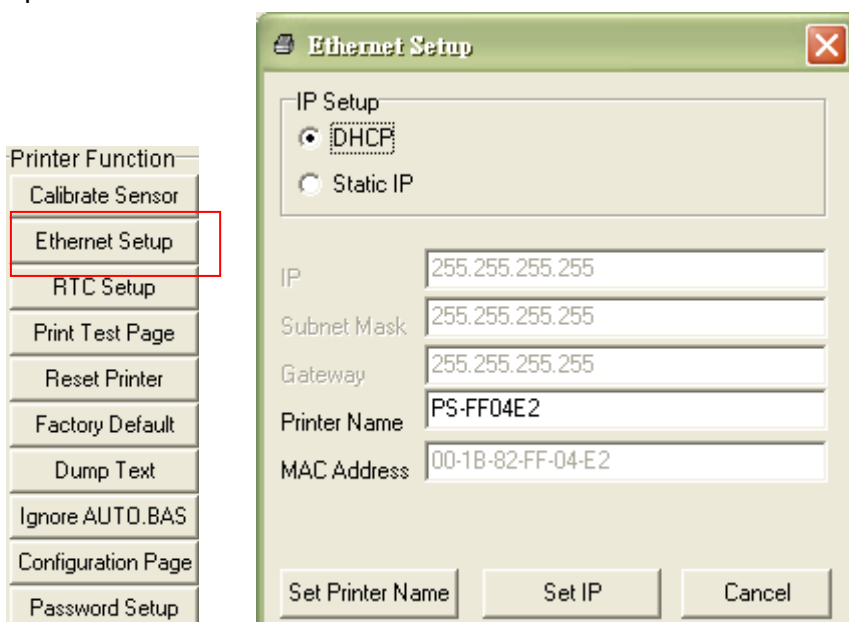 Printer Function
Calibrate Sensor
Ethernet Setup
RTC Setup
Print Test Page
Reset Printer
Factory Default
Dump Text
Ignore AUTO.BAS
Configuration Page
Password Setup
Ethernet Setup
IP Setup
DHCP
Static IP
IP 255.255.255.255
Subnet Mask 255.255.255.255
Gateway 255.255.255.255
Printer Name PS-FF04E2
MAC Address 00-1B-82-FF-04-E2
Set Printer Name Set IP Cancel